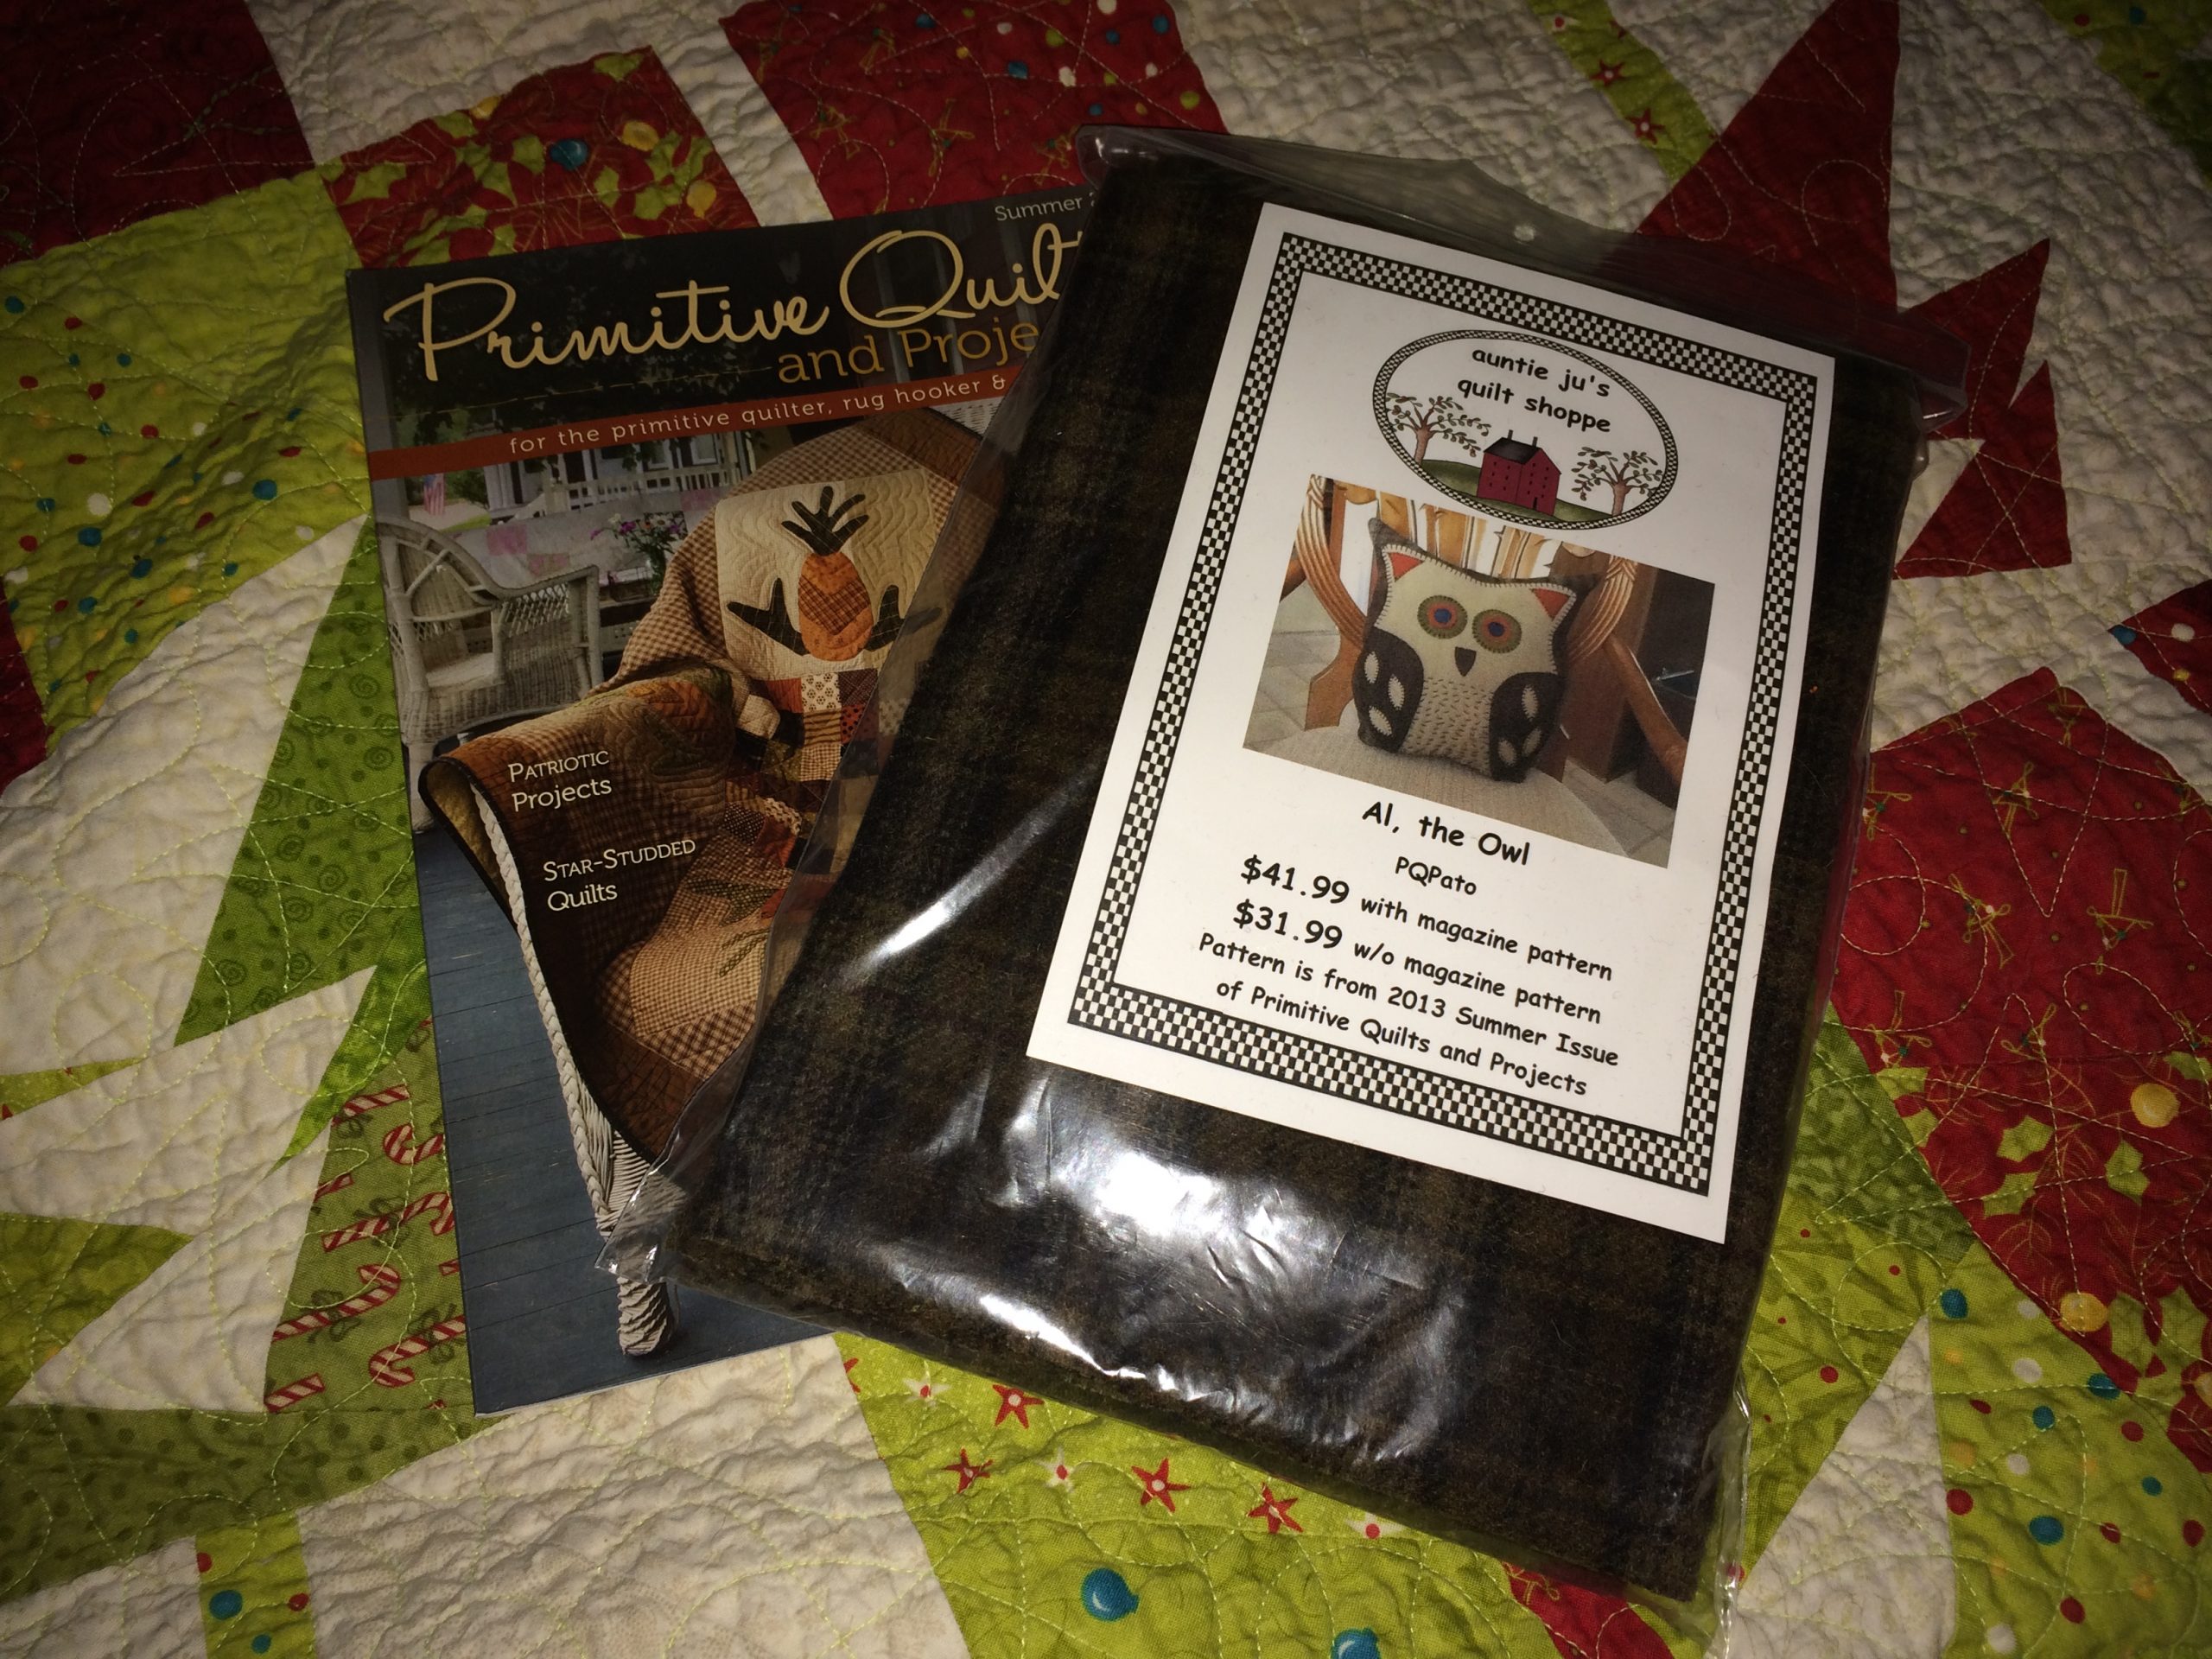 Summer
Primitive Quilt
and Proje
for the primitive quilter, rug hooker &
PATRIOTIC
Projects
STAR-STUDDED
Quilts
auntie ju's
quilt shoppe
Al, the Owl
PQPato
$41.99 with magazine pattern
$31.99 w/o magazine pattern
Pattern is from 2013 Summer Issue
of Primitive Quilts and Projects